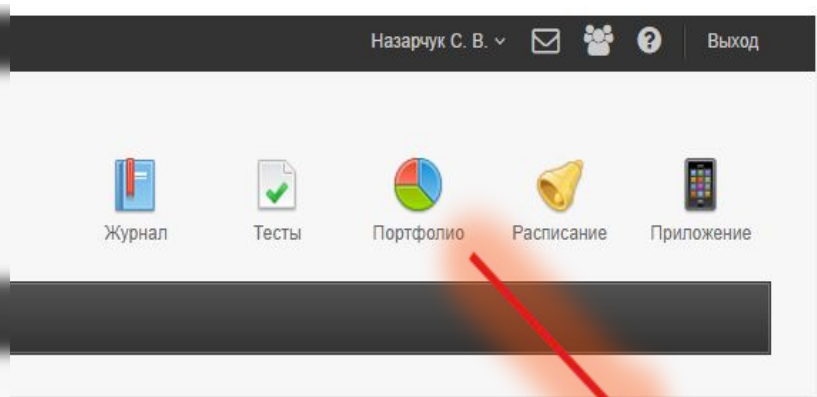 Назарчук С. В. Выход
Журнал Тесты Портфолио Расписание Приложение